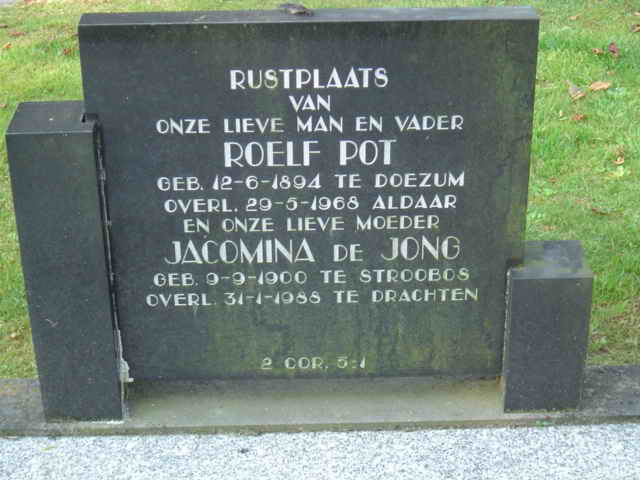 RUSTPLAATS
VAN
ONZE LIEVE MAN EN VADER
ROELF POT
GEB. 12-6-1894 TE DOEZUM
OVERL. 29-5-1968 ALDAAR
EN ONZE LIEVE MOEDER
JACOMINA DE JONG
GEB. 9-9-1900 TE STROOBOS
OVERL. 31-1-1988 TE DRACHTEN
2 COR. 5:1